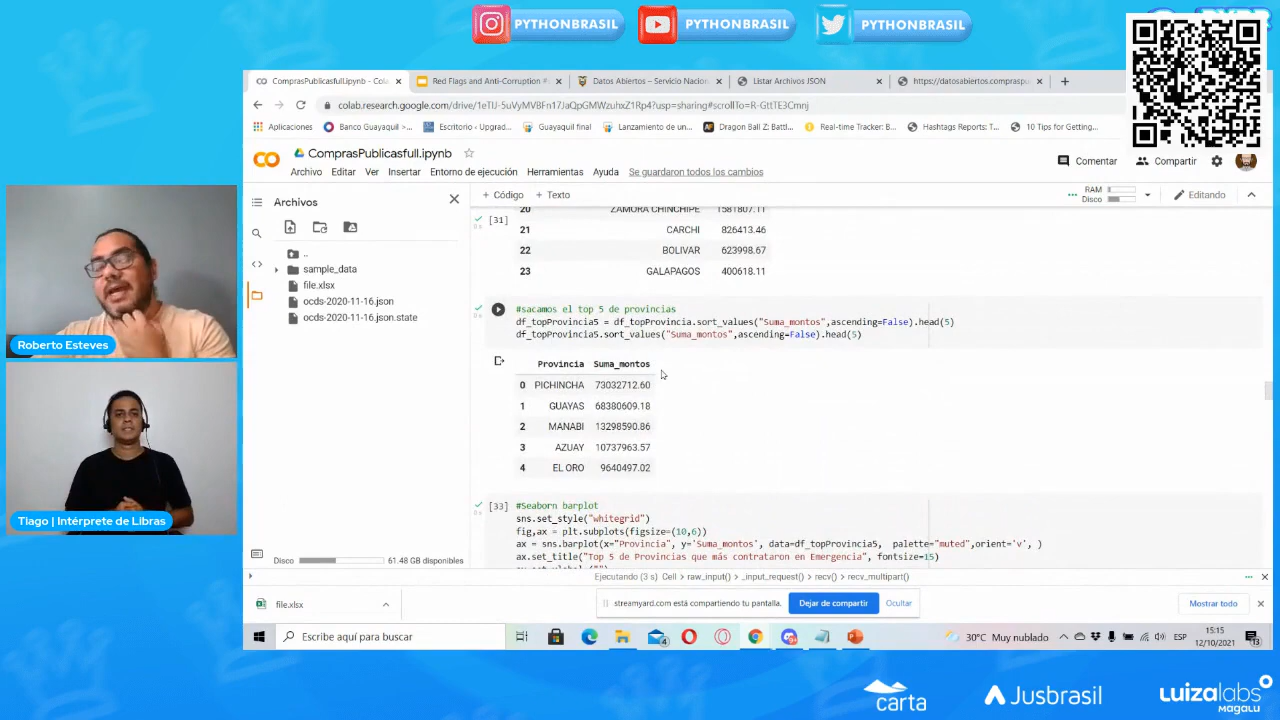 PYTHONBRASIL
PYTHONBRASIL
PYTHONBRASIL
ComprasPublicasfull.ipynb - Cola
Red Flags and Anti-Corruption
Datos Abiertos – Servicio Nacion
Listar Archivos JSON
https://datosabiertos.compraspu
colab.research.google.com/drive/1eTIJ-5uVyMVBFn17JaQpGMWzuhxZ1Rp4?usp=sharing#scrollTo=R-GttTE3Cmnj
Aplicaciones
Banco Guayaquil >...
Escritorio ‹ Upgrad...
Guayaquil final
Lanzamiento de un...
Dragon Ball Z: Battl...
Real-time Tracker: B...
Hashtags Reports: T...
10 Tips for Getting...
ComprasPublicasfull.ipynb
Comentar
Compartir
Archivo Editar Ver Insertar Entorno de ejecución Herramientas Ayuda Se guardaron todos los cambios
Archivos
+ Código + Texto
RAM
Disco
Editando
..
sample_data
file.xlsx
ocds-2020-11-16.json
ocds-2020-11-16.json.state
[31]
20 ZAMORA CHINCHIPE 1581807.11
21 CARCHI 826413.46
22 BOLIVAR 623998.67
23 GALAPAGOS 400618.11
#sacamos el top 5 de provincias
df_topProvincia5 = df_topProvincia.sort_values("Suma_montos",ascending=False).head(5)
df_topProvincia5.sort_values("Suma_montos",ascending=False).head(5)
Provincia Suma_montos
0 PICHINCHA 73032712.60
1 GUAYAS 68380609.18
2 MANABI 13298590.86
3 AZUAY 10737963.57
4 EL ORO 9640497.02
[33]
#Seaborn barplot
sns.set_style("whitegrid")
fig,ax = plt.subplots(figsize=(10,6))
ax = sns.barplot(x="Provincia", y='Suma_montos', data=df_topProvincia5, palette="muted",orient='v', )
ax.set_title("Top 5 de Provincias que más contrataron en Emergencia", fontsize=15)
Disco
61.48 GB disponibles
Ejecutando (3 s) Cell > raw_input() > _input_request() > recv() > recv_multipart()
file.xlsx
streamyard.com está compartiendo tu pantalla.
Dejar de compartir
Ocultar
Mostrar todo
Escribe aquí para buscar
4
30°C Muy nublado
ESP
15:15
12/10/2021
13
Roberto Esteves
Tiago | Intérprete de Libras
carta
Jusbrasil
luizalabs
MAGALU